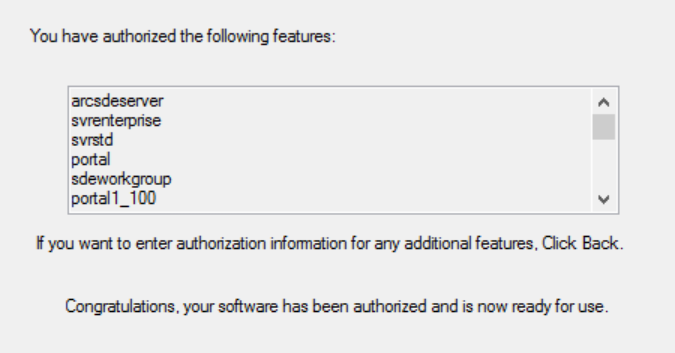 You have authorized the following features:
arcsdeserver
svrenterprise
svrstd
portal
sdeworkgroup
portal1_100
If you want to enter authorization information for any additional features, Click Back.
Congratulations, your software has been authorized and is now ready for use.